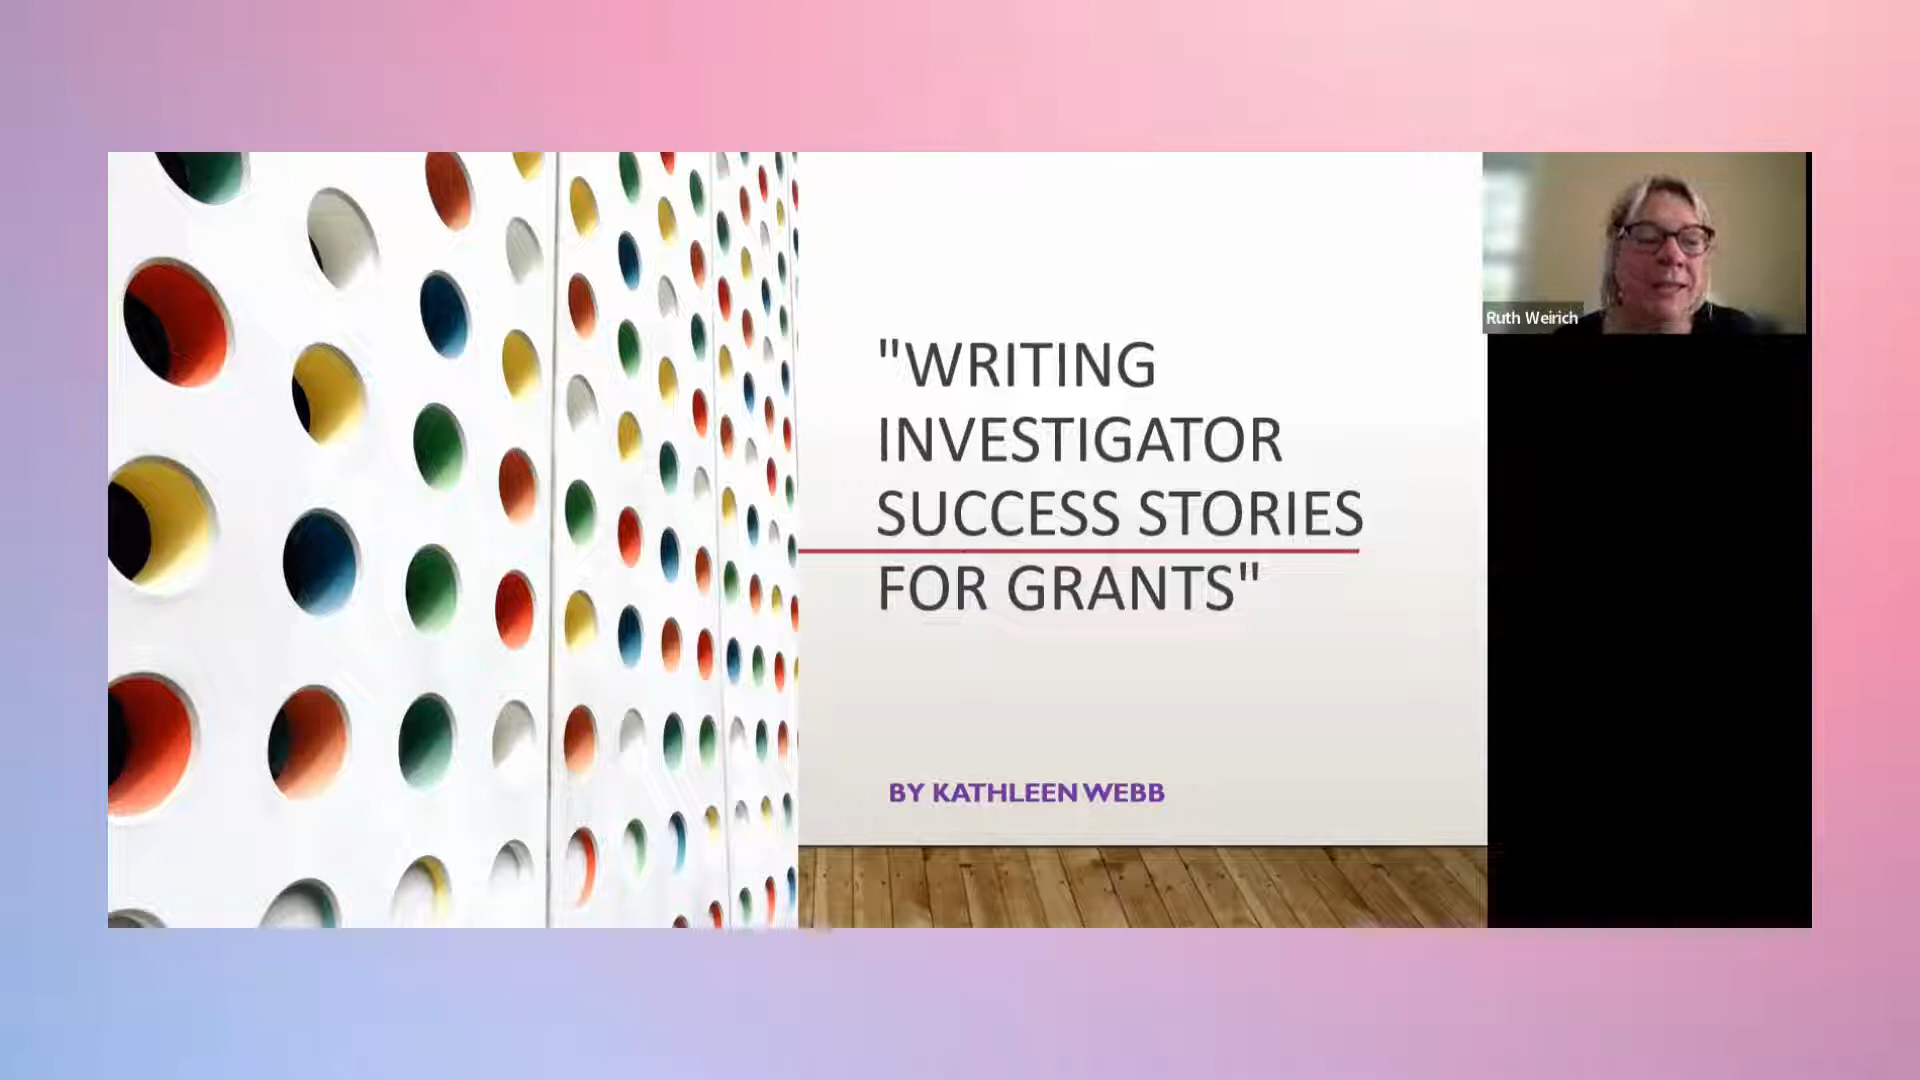 "WRITING
INVESTIGATOR
SUCCESS STORIES
FOR GRANTS"
BY KATHLEEN WEBB
Ruth Weirich